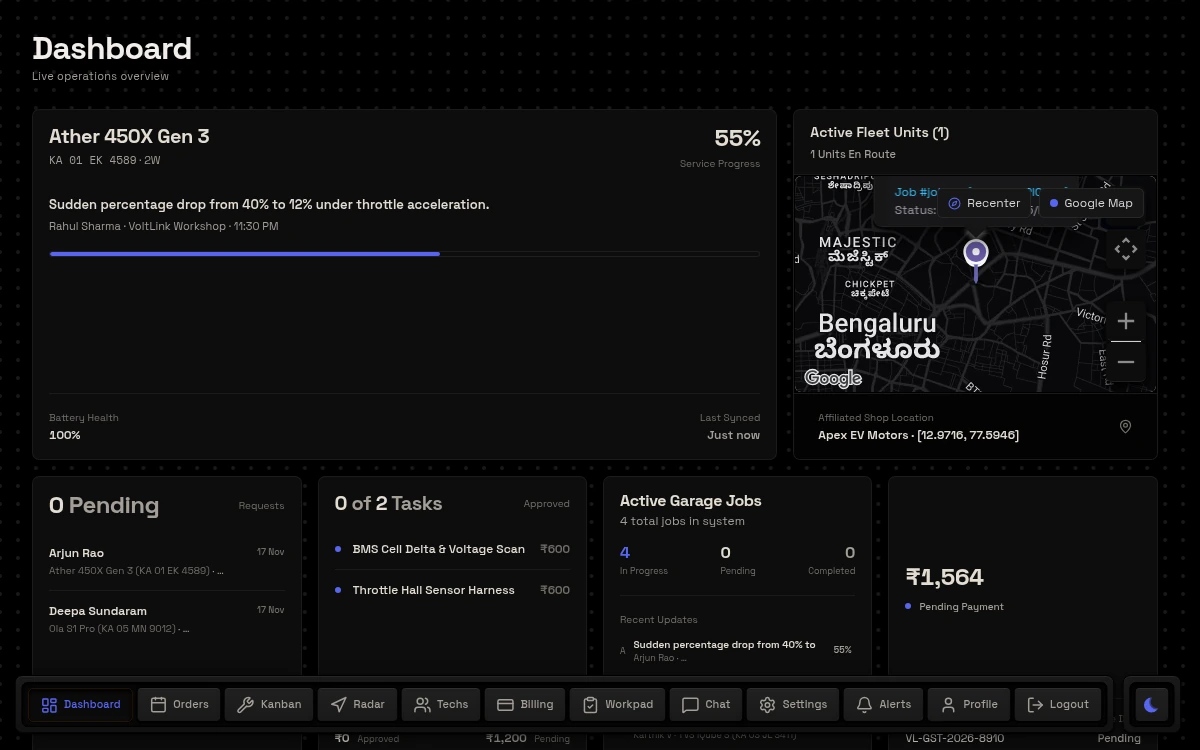 Dashboard
Live operations overview
Ather 450X Gen 3
KA 01 EK 4589·2W
55%
Service Progress
Sudden percentage drop from 40% to 12% under throttle acceleration.
Rahul Sharma · VoltLink Workshop · 11:30 PM
Battery Health
100%
Last Synced
Just now
Active Fleet Units (1)
1 Units En Route
ಶೇಷಾದ್ರಿಪು
Job
Status:
Recenter
Google Map
MAJESTIC
ಮೆಜೆಸ್ಟಿಕ್
CHICKPET
ಚಿಕ್ಕಪೇಟೆ
Bengaluru
ಬೆಂಗಳೂರು
Hosur Rd
Google
Affiliated Shop Location
Apex EV Motors · [12.9716, 77.5946]
0 Pending
Requests
Arjun Rao
17 Nov
Ather 450X Gen 3 (KA 01 EK 4589) · …
Deepa Sundaram
17 Nov
Ola S1 Pro (KA 05 MN 9012) · …
0 of 2 Tasks
Approved
BMS Cell Delta & Voltage Scan
₹600
Throttle Hall Sensor Harness
₹600
₹0 Approved
₹1,200 Pending
Active Garage Jobs
4 total jobs in system
4
In Progress
0
Pending
0
Completed
Recent Updates
A
Sudden percentage drop from 40% to
55%
Arjun Rao · …
₹1,564
Pending Payment
VL-GST-2026-8910
Pending
Dashboard
Orders
Kanban
Radar
Techs
Billing
Workpad
Chat
Settings
Alerts
Profile
Logout